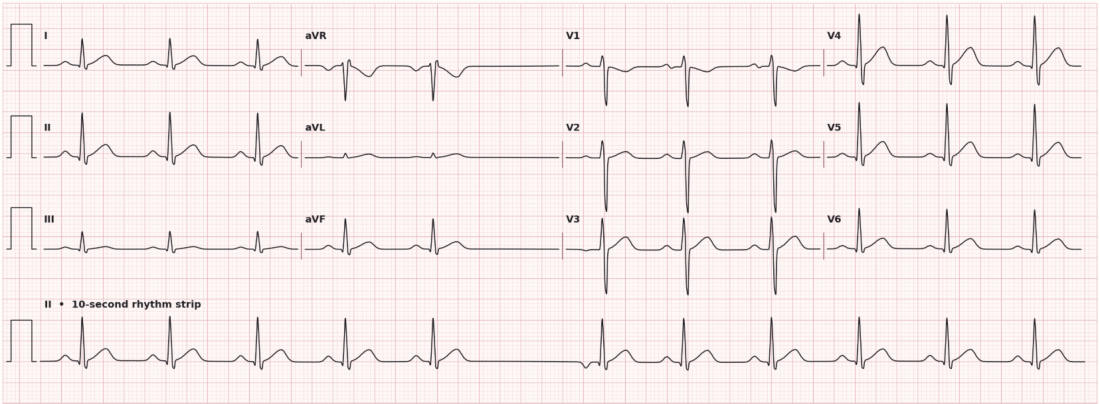 I aVR V1 V4
II aVL V2 V5
III aVF V3 V6
II • 10-second rhythm strip